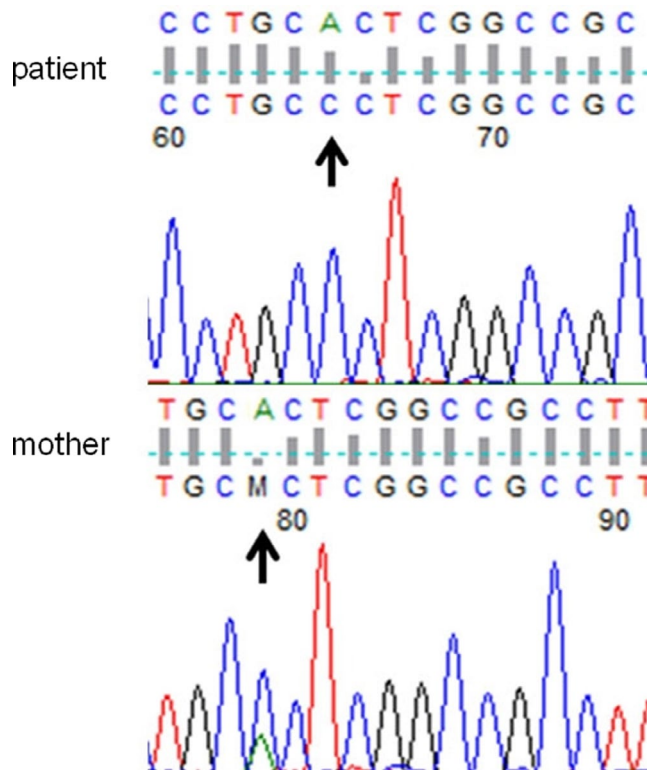 C C T G C A C T C G G C C G C
patient
C C T G C C C T C G G C C G C
60 70
T G C A C T C G G C C G C C T T
mother
T G C M C T C G G C C G C C T T
80 90